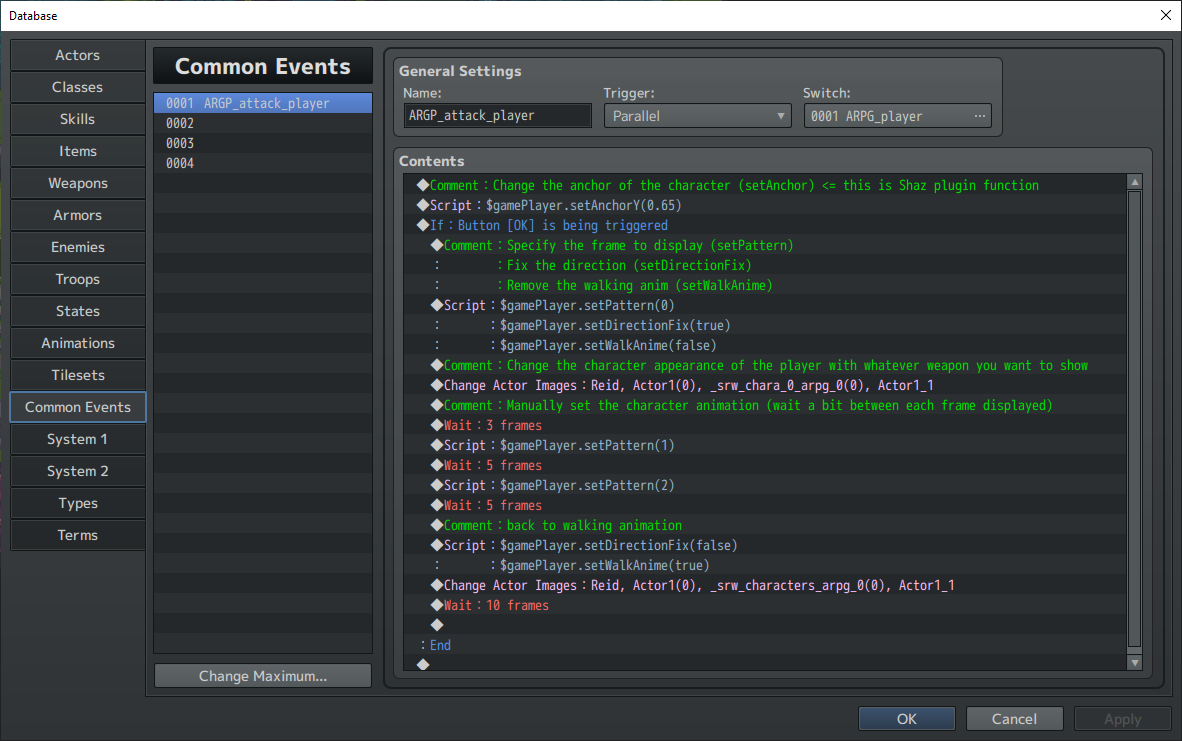 Database
Actors
Classes
Skills
Items
Weapons
Armors
Enemies
Troops
States
Animations
Tilesets
Common Events
System 1
System 2
Types
Terms
Common Events
0001 ARGP_attack_player
0002
0003
0004
Change Maximum...
General Settings
Name:
ARGP_attack_player
Trigger:
Parallel
Switch:
0001 ARPG_player ...
Contents
◆Comment：Change the anchor of the character (setAnchor) <= this is Shaz plugin function
◆Script：$gamePlayer.setAnchorY(0.65)
◆If：Button [OK] is being triggered
◆Comment：Specify the frame to display (setPattern)
：　　　：Fix the direction (setDirectionFix)
：　　　：Remove the walking anim (setWalkAnime)
◆Script：$gamePlayer.setPattern(0)
：　　　：$gamePlayer.setDirectionFix(true)
：　　　：$gamePlayer.setWalkAnime(false)
◆Comment：Change the character appearance of the player with whatever weapon you want to show
◆Change Actor Images：Reid, Actor1(0), _srw_chara_0_arpg_0(0), Actor1_1
◆Comment：Manually set the character animation (wait a bit between each frame displayed)
◆Wait：3 frames
◆Script：$gamePlayer.setPattern(1)
◆Wait：5 frames
◆Script：$gamePlayer.setPattern(2)
◆Wait：5 frames
◆Comment：back to walking animation
◆Script：$gamePlayer.setDirectionFix(false)
：　　　：$gamePlayer.setWalkAnime(true)
◆Change Actor Images：Reid, Actor1(0), _srw_characters_arpg_0(0), Actor1_1
◆Wait：10 frames
◆
：End
◆
OK
Cancel
Apply